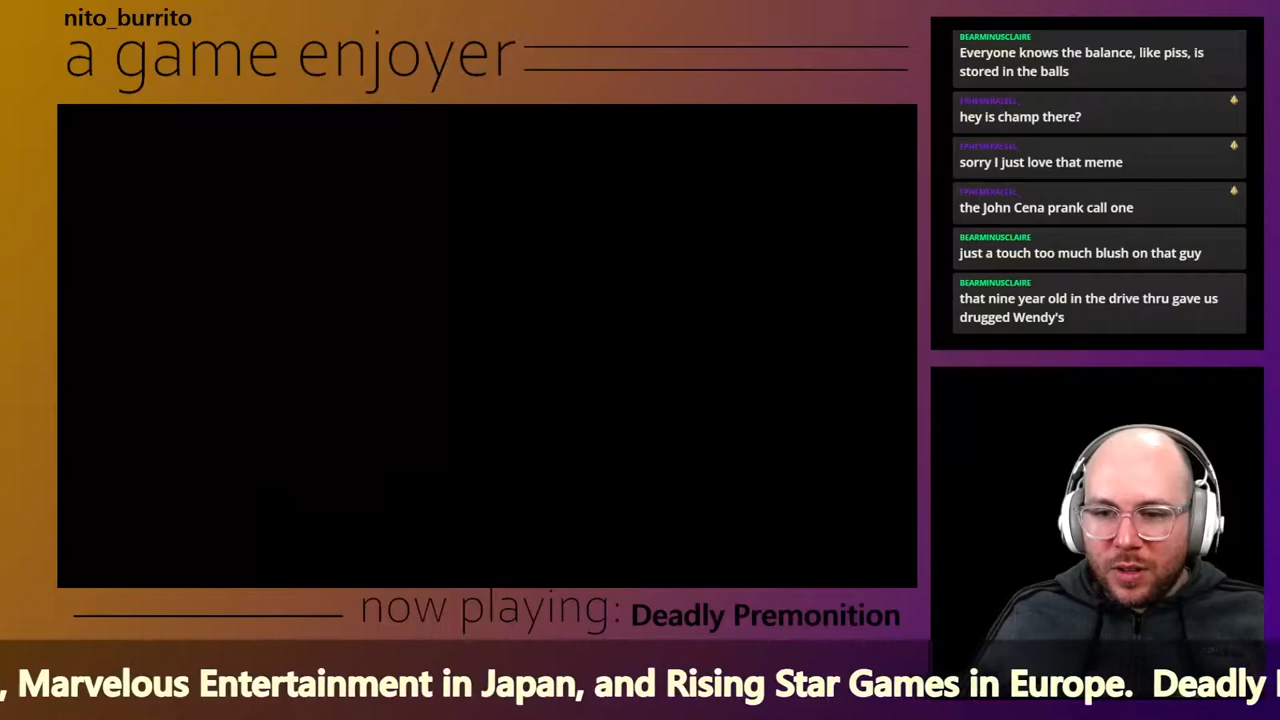 nito_burrito
a game enjoyer
BEARMINUSCLAIRE
Everyone knows the balance, like piss, is
stored in the balls
EPHEMERALELL_
hey is champ there?
EPHEMERALELL_
sorry I just love that meme
EPHEMERALELL_
the John Cena prank call one
BEARMINUSCLAIRE
just a touch too much blush on that guy
BEARMINUSCLAIRE
that nine year old in the drive thru gave us
drugged Wendy's
now playing: Deadly Premonition
, Marvelous Entertainment in Japan, and Rising Star Games in Europe. Deadly